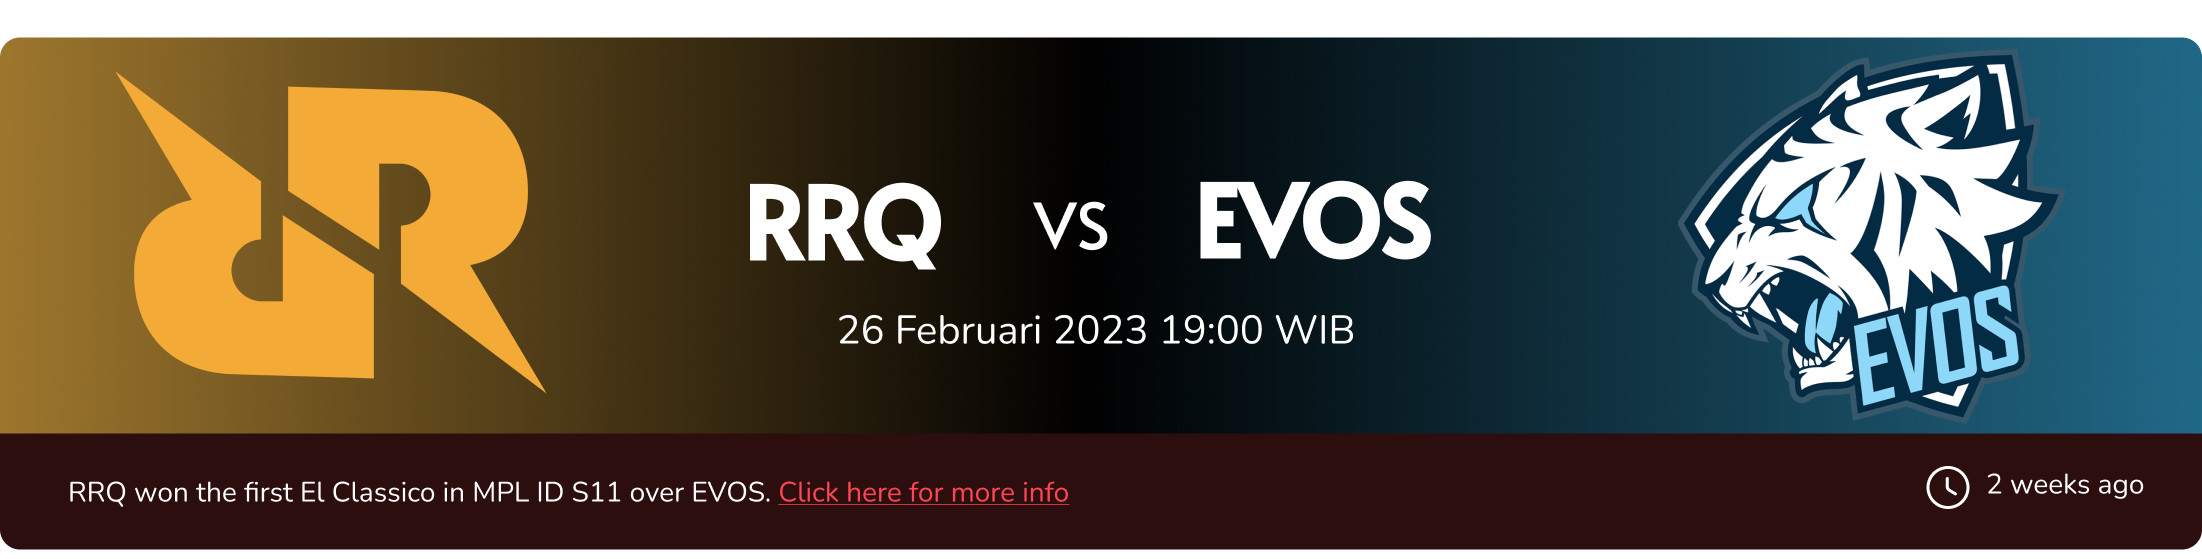 RRQ vs EVOS
26 Februari 2023 19:00 WIB
EVOS
RRQ won the first El Classico in MPL ID S11 over EVOS. Click here for more info
2 weeks ago